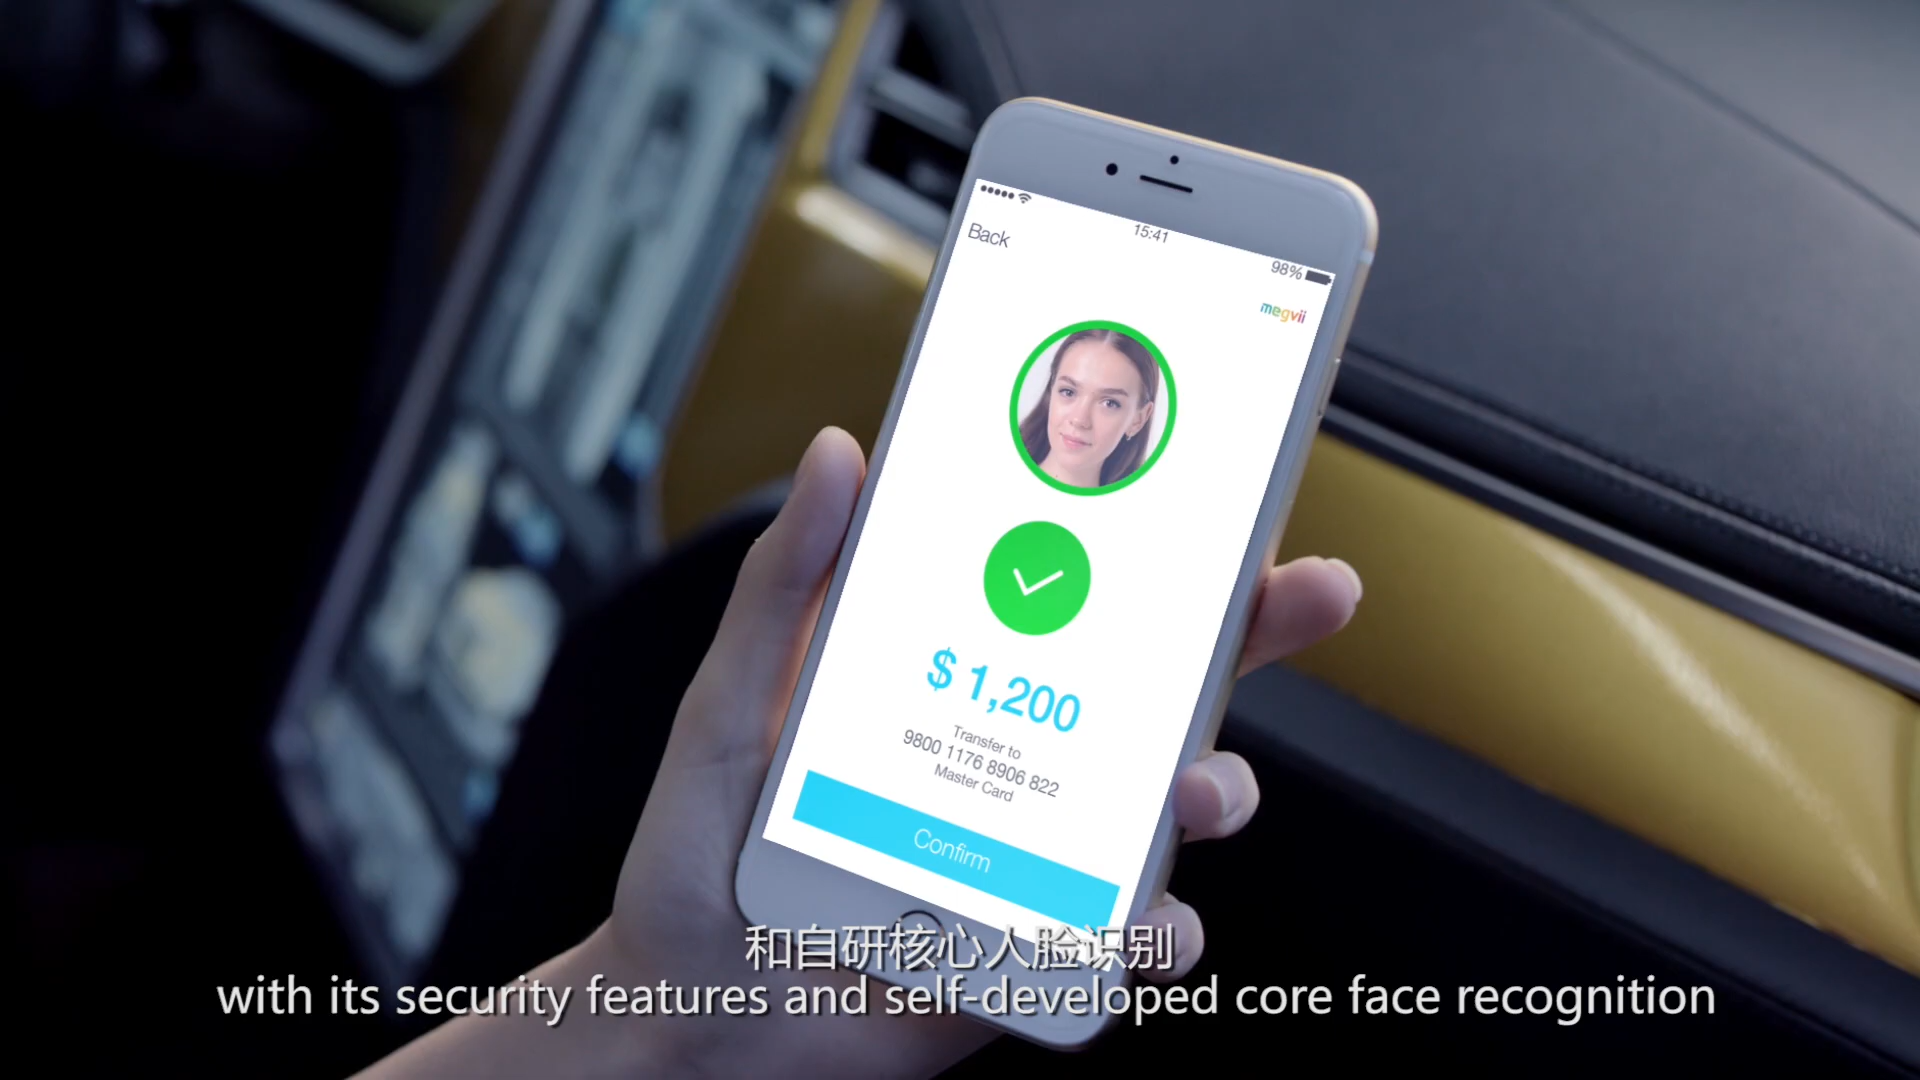 15:41
98%
Back
megvii
$ 1,200
Transfer to
9800 1176 8906 822
Master Card
Confirm
和自研核心人脸识别
with its security features and self-developed core face recognition